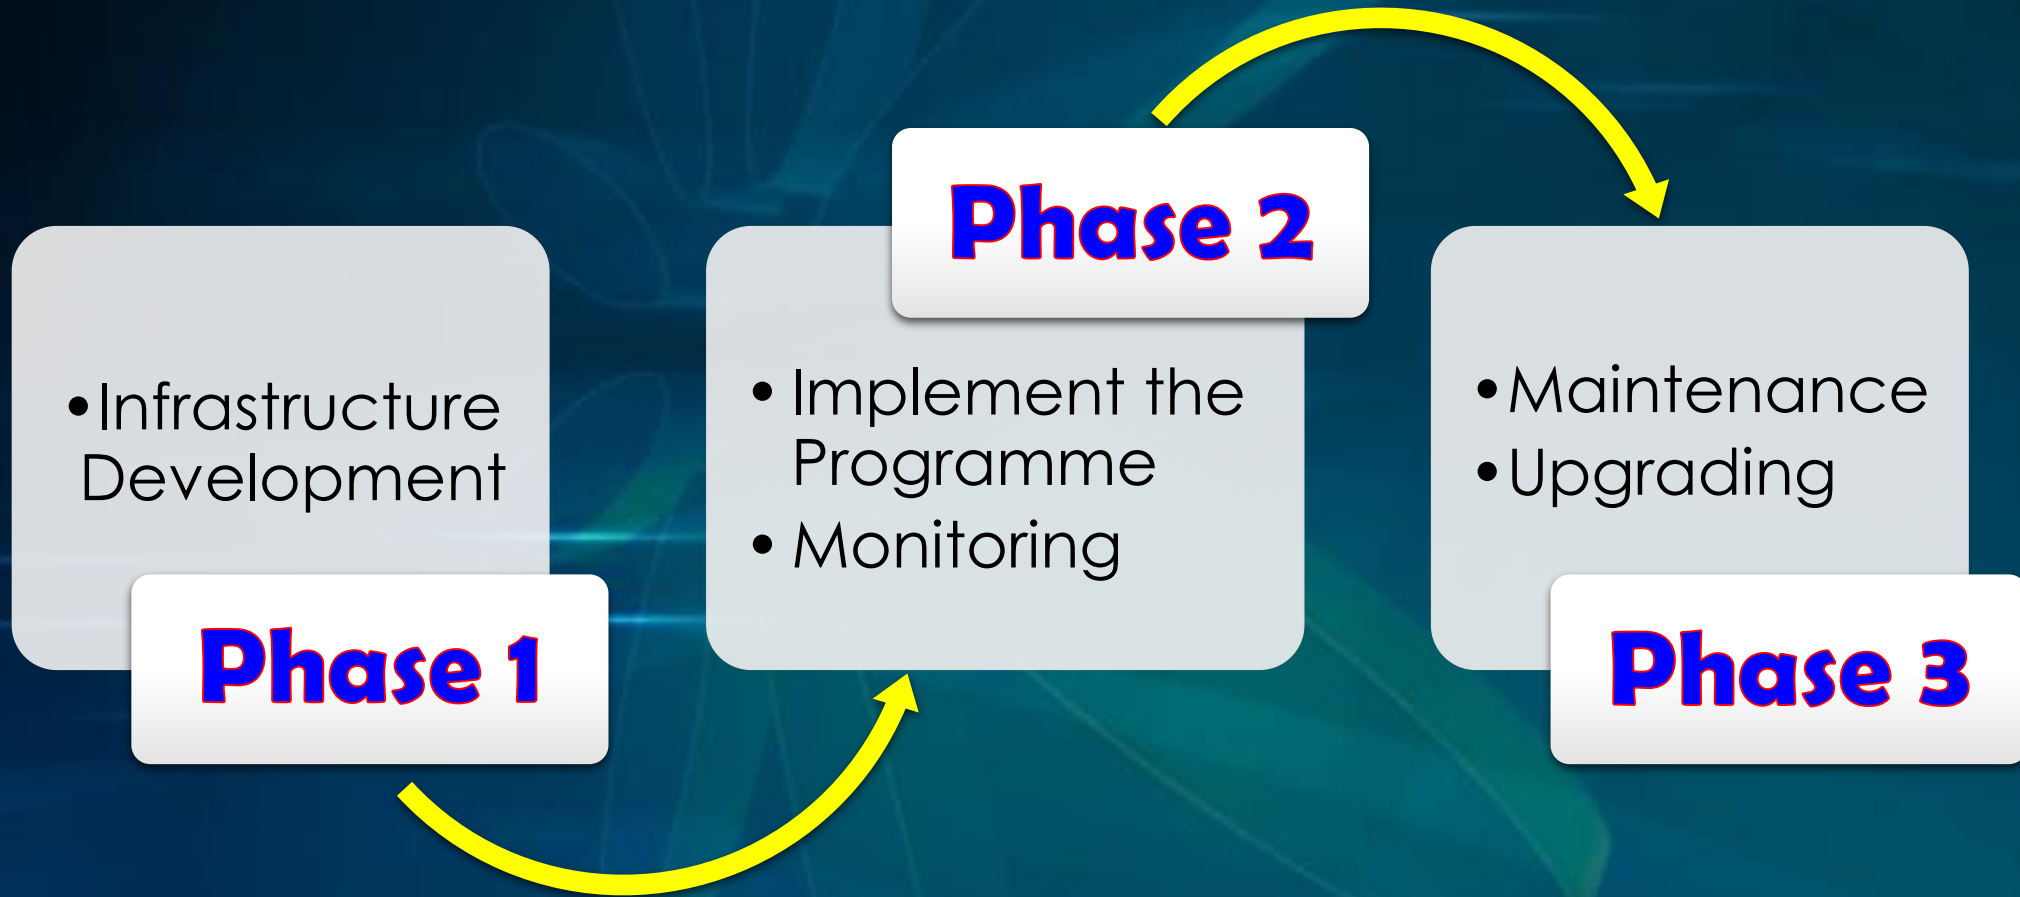 •Infrastructure
Development
Phase 1
Phase 2
• Implement the
Programme
• Monitoring
•Maintenance
•Upgrading
Phase 3